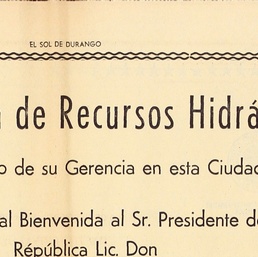 EL SOL DE DURANGO
de Recursos Hidrá
de su Gerencia en esta Ciudad
al Bienvenida al Sr. Presidente d
República Lic. Don